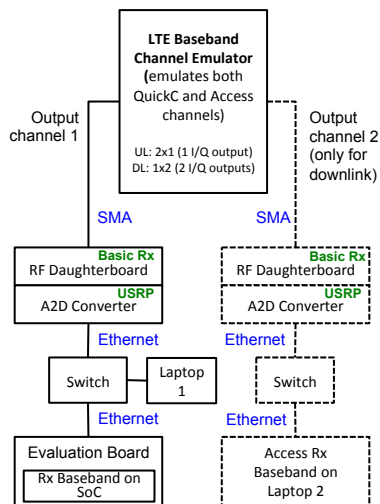 LTE Baseband
Channel Emulator
(emulates both
QuickC and Access
channels)
UL: 2x1 (1 I/Q output)
DL: 1x2 (2 I/Q outputs)
Output
channel 1
Output
channel 2
(only for
downlink)
SMA
SMA
Basic Rx
RF Daughterboard
USRP
A2D Converter
Basic Rx
RF Daughterboard
USRP
A2D Converter
Ethernet
Ethernet
Switch
Laptop
1
Switch
Ethernet
Ethernet
Evaluation Board
Rx Baseband on
SoC
Access Rx
Baseband on
Laptop 2